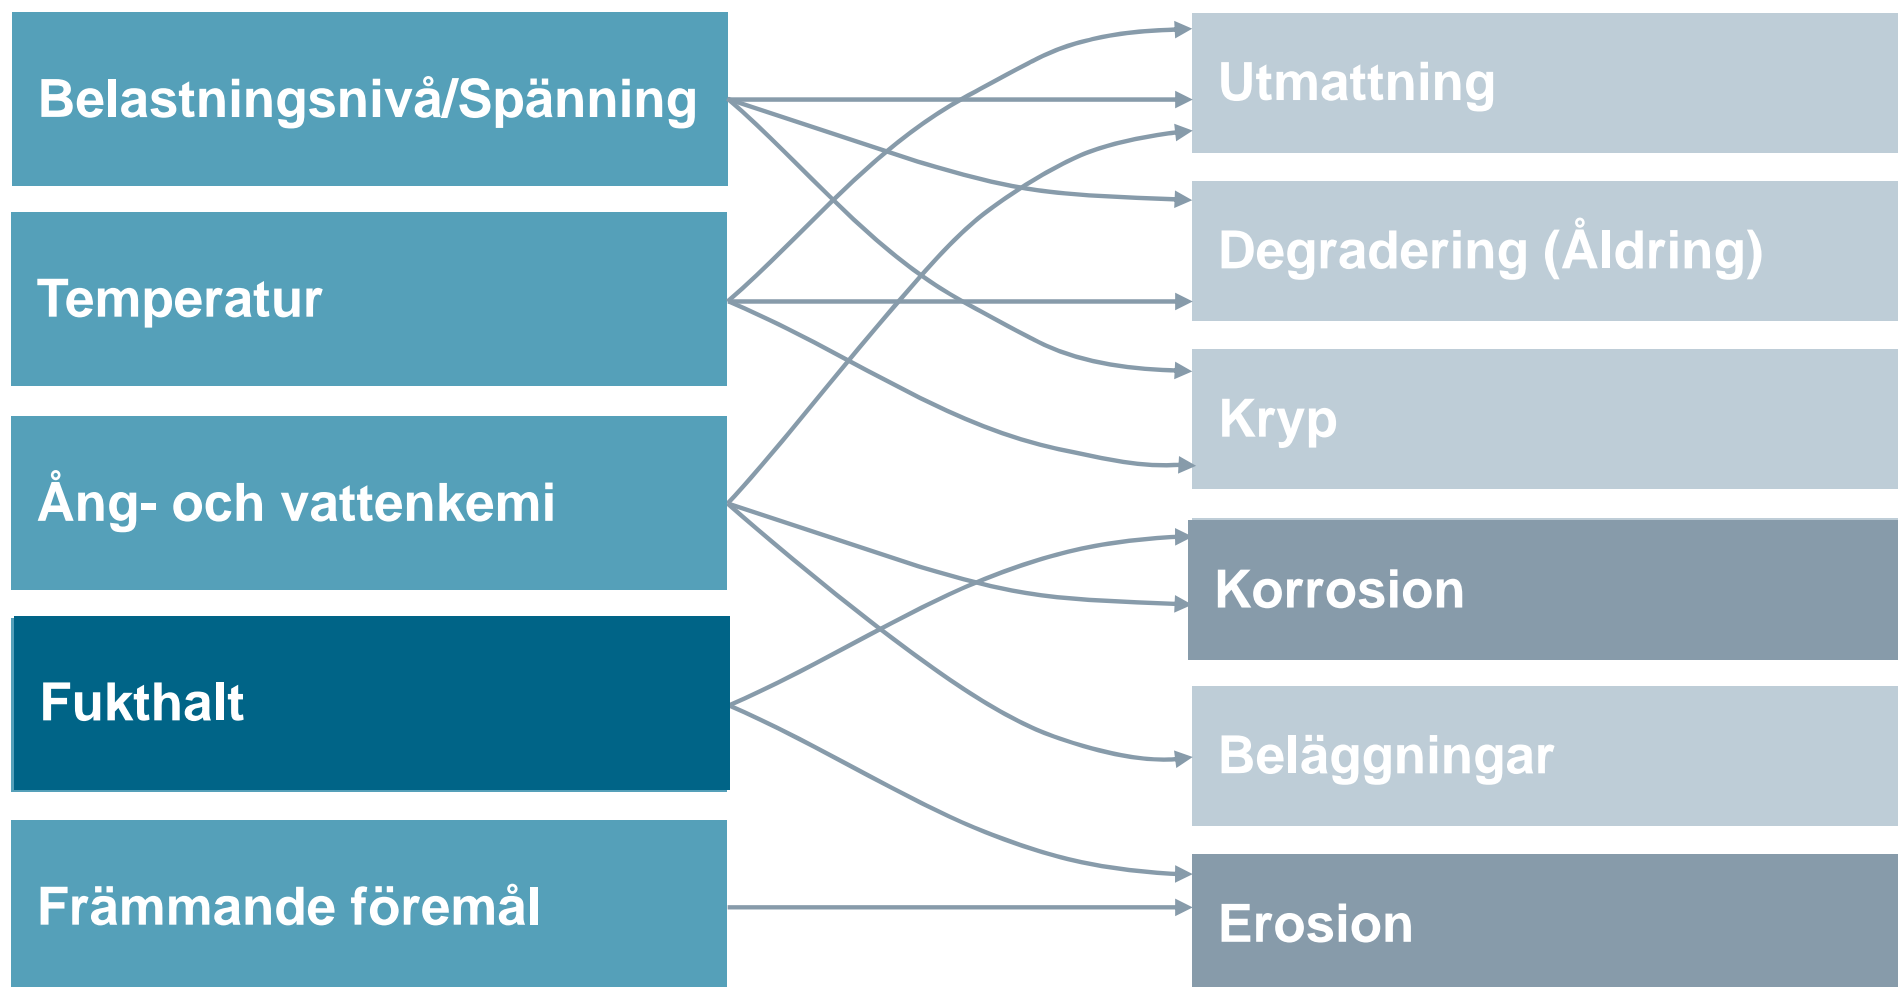 Belastningsnivå/Spänning
Temperatur
Ång- och vattenkemi
Fukthalt
Främmande föremål
Utmattning
Degradering (Åldring)
Kryp
Korrosion
Beläggningar
Erosion